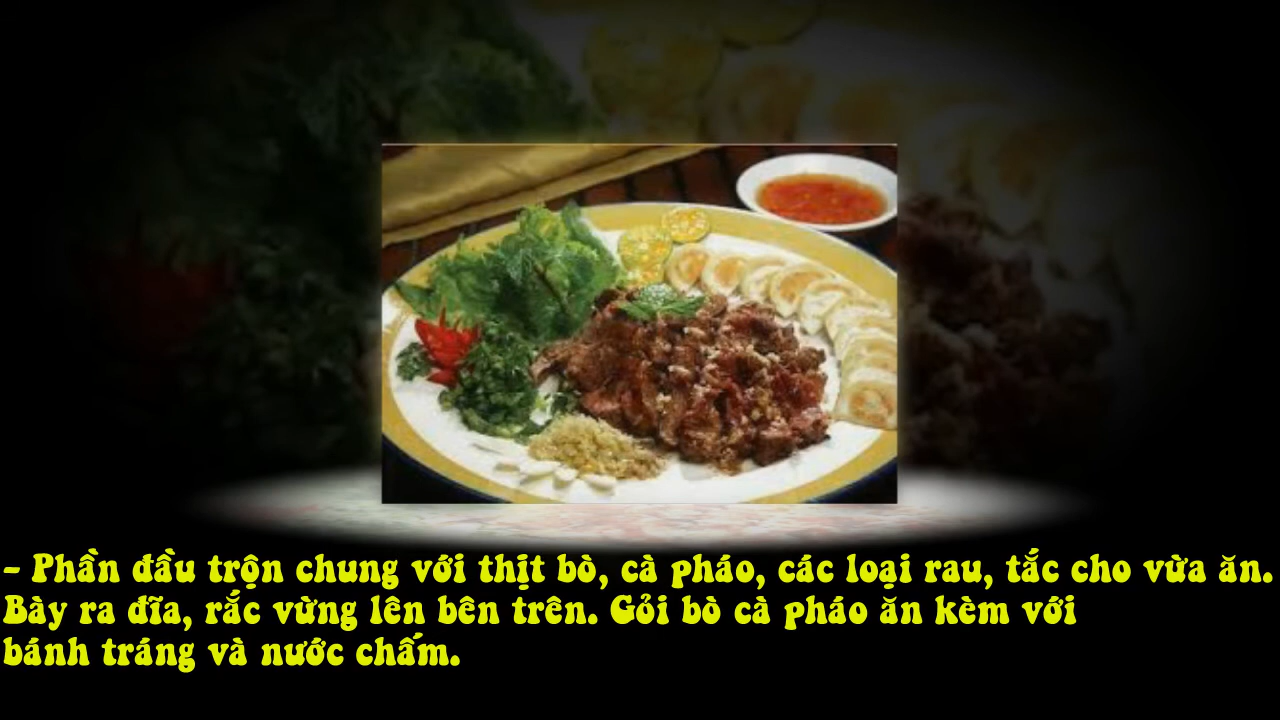 – Phần đầu trộn chung với thịt bò, cà pháo, các loại rau, tắc cho vừa ăn.
Bày ra đĩa, rắc vừng lên bên trên. Gỏi bò cà pháo ăn kèm với
bánh tráng và nước chấm.